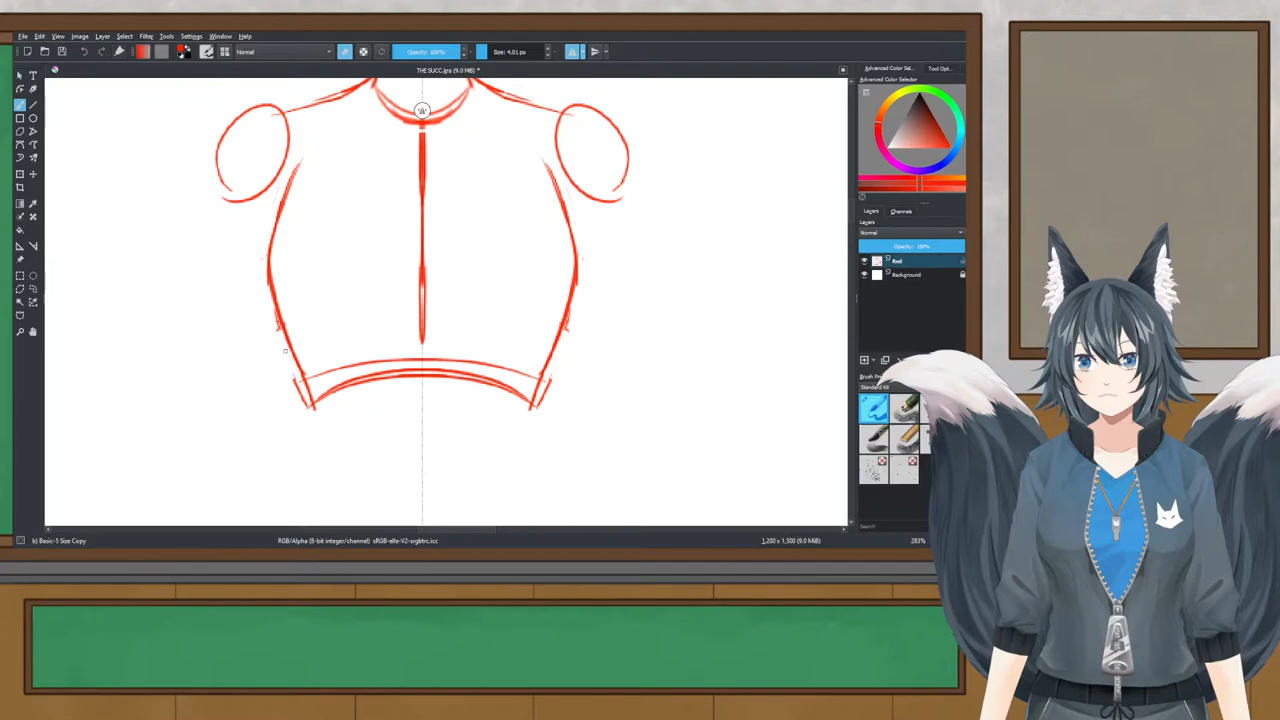 File Edit View Image Layer Select Filter Tools Settings Window Help
Normal
Opacity: 100%
Size: 4.01 px
THE SUCC.kra (9.0 MiB) *
Advanced Color Sel...
Tool Opt...
Advanced Color Selector
Layers Channels
Layers
Normal
Opacity: 100%
Red
Background
Search
b) Basic-5 Size Copy
RGB/Alpha (8-bit integer/channel) sRGB-elle-V2-srgbtrc.icc
1,200 x 1,500 (9.0 MiB)
283%